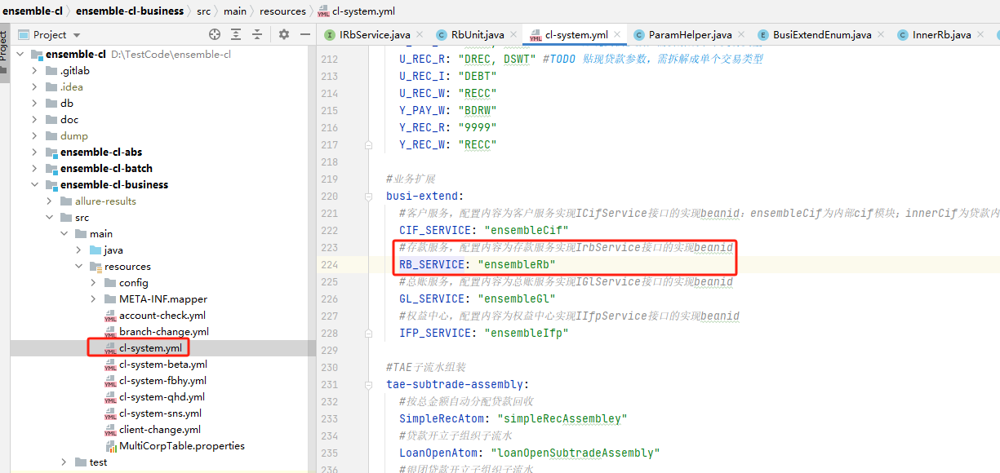 ensemble-cl ensemble-cl-business src main resources cl-system.yml
Project
Project
IRbService.java RbUnit.java cl-system.yml ParamHelper.java BusiExtendEnum.java InnerRb.java
ensemble-cl D:\TestCode\ensemble-cl
.gitlab
.idea
db
doc
dump
ensemble-cl-abs
ensemble-cl-batch
ensemble-cl-business
allure-results
src
main
java
resources
config
META-INF.mapper
account-check.yml
branch-change.yml
cl-system.yml
cl-system-beta.yml
cl-system-fbhy.yml
cl-system-qhd.yml
cl-system-sns.yml
client-change.yml
MultiCorpTable.properties
test
212 U_REC_R: "DREC, DSWT" #TODO 贴现贷款参数，需拆解成单个交易类型
213 U_REC_I: "DEBT"
214 U_REC_W: "RECC"
215 Y_PAY_W: "BDRW"
216 Y_REC_R: "9999"
217 Y_REC_W: "RECC"
218
219 #业务扩展
220 busi-extend:
221 #客户服务，配置内容为客户服务实现ICifService接口的实现beanid；ensembleCif为内部cif模块；innerCif为贷款内
222 CIF_SERVICE: "ensembleCif"
223 #存款服务，配置内容为存款服务实现IrbService接口的实现beanid
224 RB_SERVICE: "ensembleRb"
225 #总账服务，配置内容为总账服务实现IGlService接口的实现beanid
226 GL_SERVICE: "ensembleGl"
227 #权益中心，配置内容为权益中心实现IIfpService接口的实现beanid
228 IFP_SERVICE: "ensembleIfp"
229
230 #TAE子流水组装
231 tae-subtrade-assembly:
232 #按总金额自动分配贷款回收
233 SimpleRecAtom: "simpleRecAssembley"
234 #贷款开立子组织子流水
235 LoanOpenAtom: "loanOpenSubtradeAssembly"
236 #银团贷款开立子组织子流水